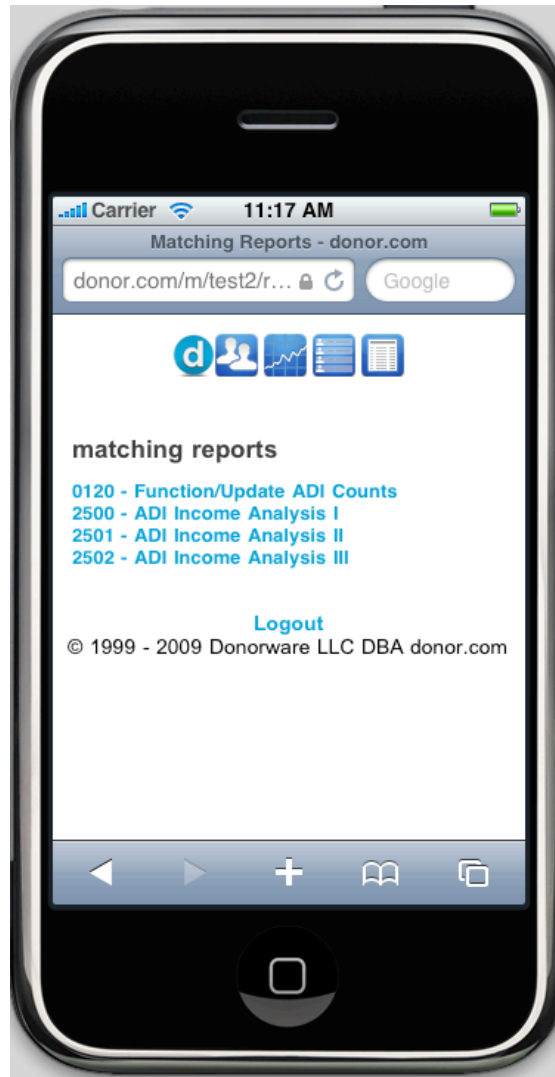 Carrier 11:17 AM
Matching Reports - donor.com
donor.com/m/test2/r... Google
d
matching reports
0120 - Function/Update ADI Counts
2500 - ADI Income Analysis I
2501 - ADI Income Analysis II
2502 - ADI Income Analysis III
Logout
© 1999 - 2009 Donorware LLC DBA donor.com